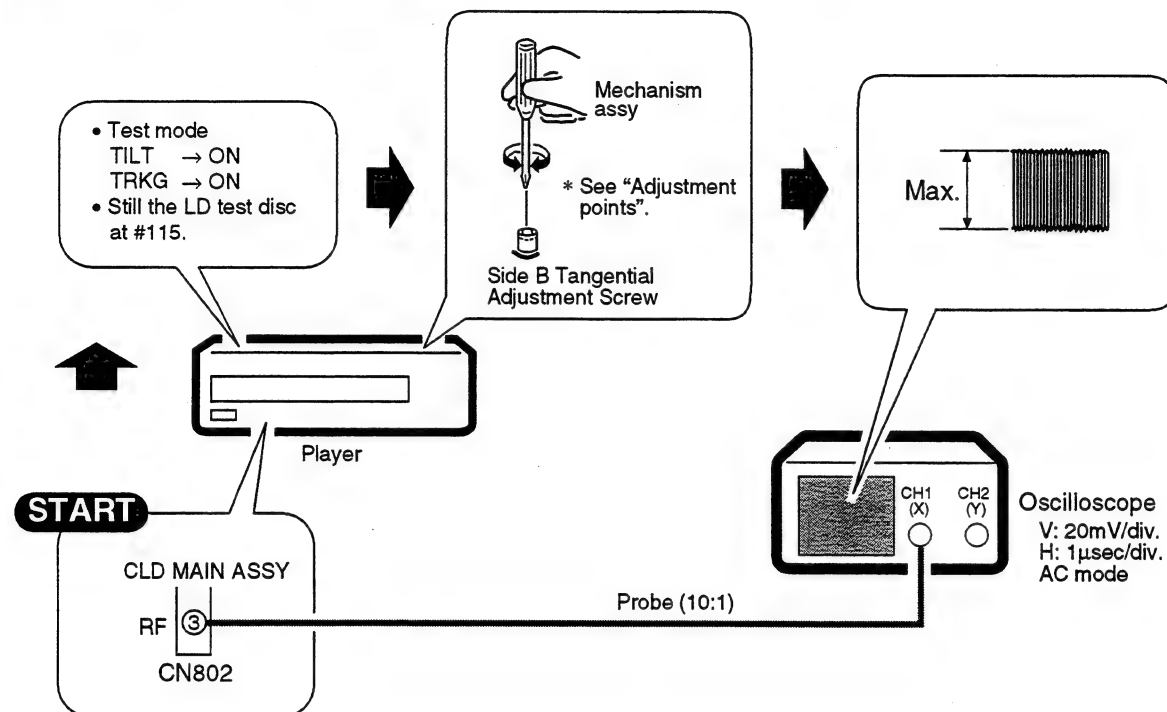 • Test mode
TILT → ON
TRKG → ON
• Still the LD test disc
at #115.
Mechanism
assy
* See “Adjustment
points”.
Side B Tangential
Adjustment Screw
Max.
Player
START
CLD MAIN ASSY
RF ③
CN802
Probe (10:1)
CH1
(X)
CH2
(Y)
Oscilloscope
V: 20mV/div.
H: 1μsec/div.
AC mode